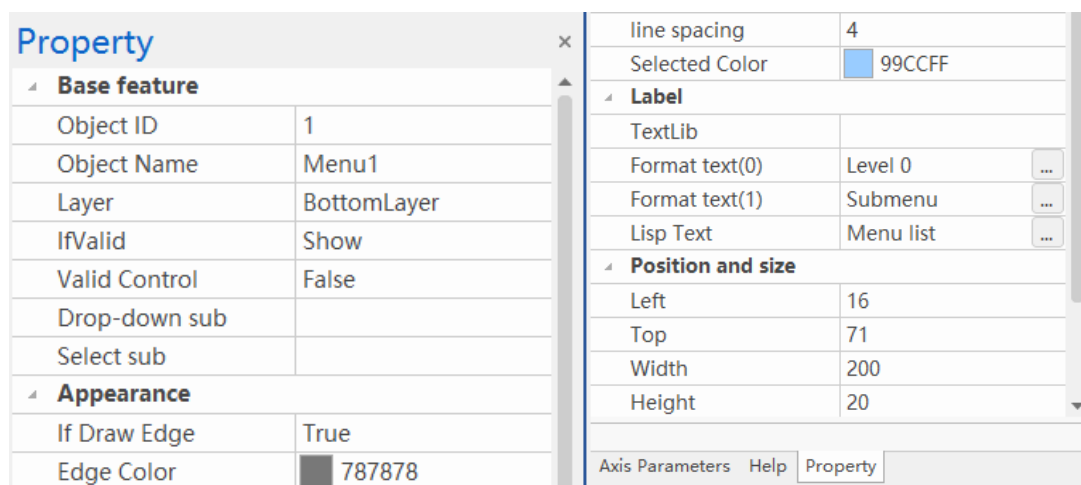 Property ×
Base feature
Object ID 1
Object Name Menu1
Layer BottomLayer
IfValid Show
Valid Control False
Drop-down sub
Select sub
Appearance
If Draw Edge True
Edge Color 787878
line spacing 4
Selected Color 99CCFF
Label
TextLib
Format text(0) Level 0 ...
Format text(1) Submenu ...
Lisp Text Menu list ...
Position and size
Left 16
Top 71
Width 200
Height 20
Axis Parameters Help Property